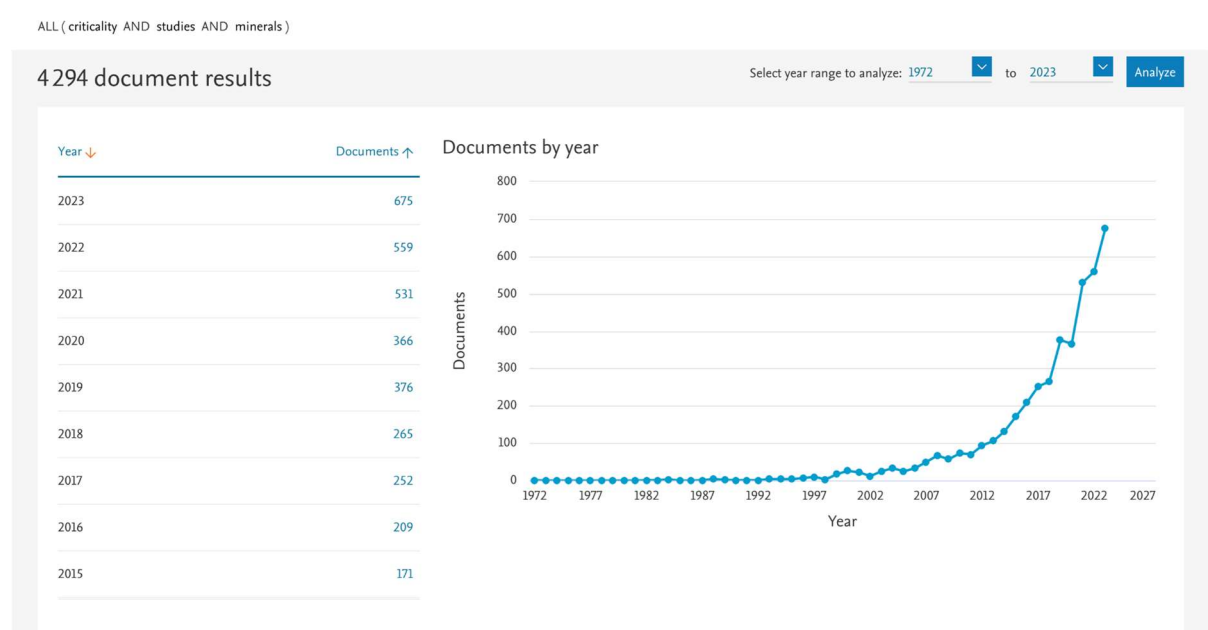 ALL ( criticality AND studies AND minerals )
4 294 document results
Select year range to analyze: 1972 to 2023 Analyze
Year Documents
2023 675
2022 559
2021 531
2020 366
2019 376
2018 265
2017 252
2016 209
2015 171
Documents by year
800
700
600
500
400
300
200
100
0
Documents
1972 1977 1982 1987 1992 1997 2002 2007 2012 2017 2022 2027
Year